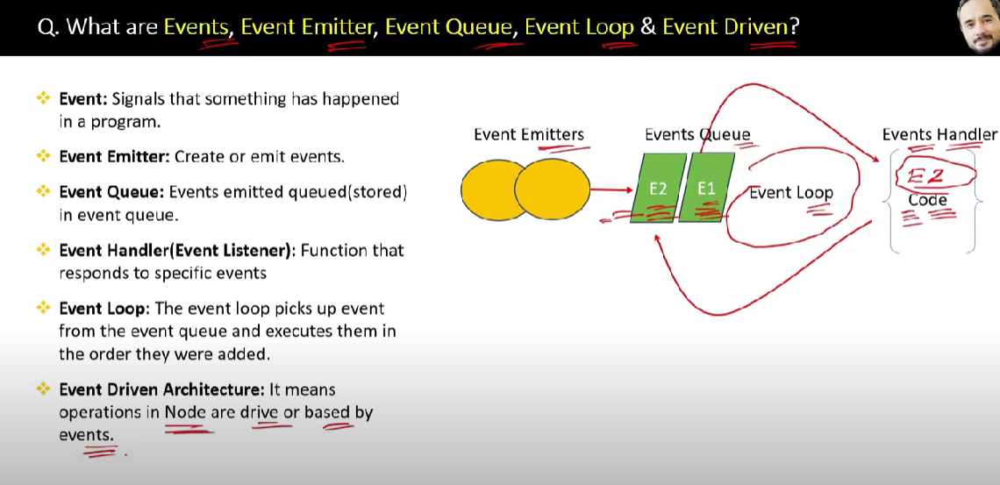 Q. What are Events, Event Emitter, Event Queue, Event Loop & Event Driven?
Event: Signals that something has happened
in a program.
Event Emitter: Create or emit events.
Event Queue: Events emitted queued(stored)
in event queue.
Event Handler(Event Listener): Function that
responds to specific events
Event Loop: The event loop picks up event
from the event queue and executes them in
the order they were added.
Event Driven Architecture: It means
operations in Node are drive or based by
events.
Event Emitters
Events Queue
Events Handler
E2
E1
Event Loop
E2
Code